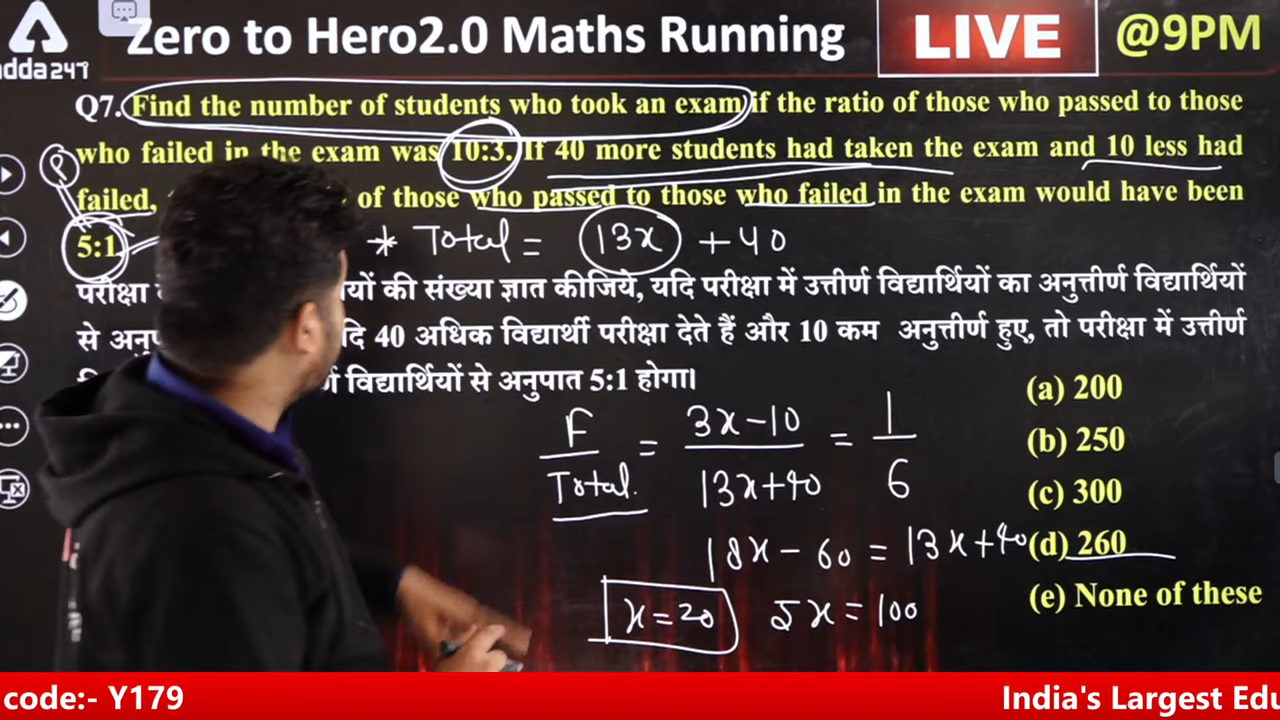 Zero to Hero2.0 Maths Running
LIVE
@9PM
adda247
Q7. Find the number of students who took an exam if the ratio of those who passed to those
who failed in the exam was 10:3. If 40 more students had taken the exam and 10 less had
failed, of those who passed to those who failed in the exam would have been
5:1
* Total = 13x + 40
परीक्षा की संख्या ज्ञात कीजिये, यदि परीक्षा में उत्तीर्ण विद्यार्थियों का अनुत्तीर्ण विद्यार्थियों
से 40 अधिक विद्यार्थी परीक्षा देते हैं और 10 कम अनुत्तीर्ण हुए, तो परीक्षा में उत्तीर्ण
विद्यार्थियों से अनुपात 5:1 होगा।
(a) 200
(b) 250
(c) 300
(d) 260
(e) None of these
F/Total. = 3x-10/13x+40 = 1/6
18x - 60 = 13x+40
x=20 5x = 100
code:- Y179
India's Largest Edu